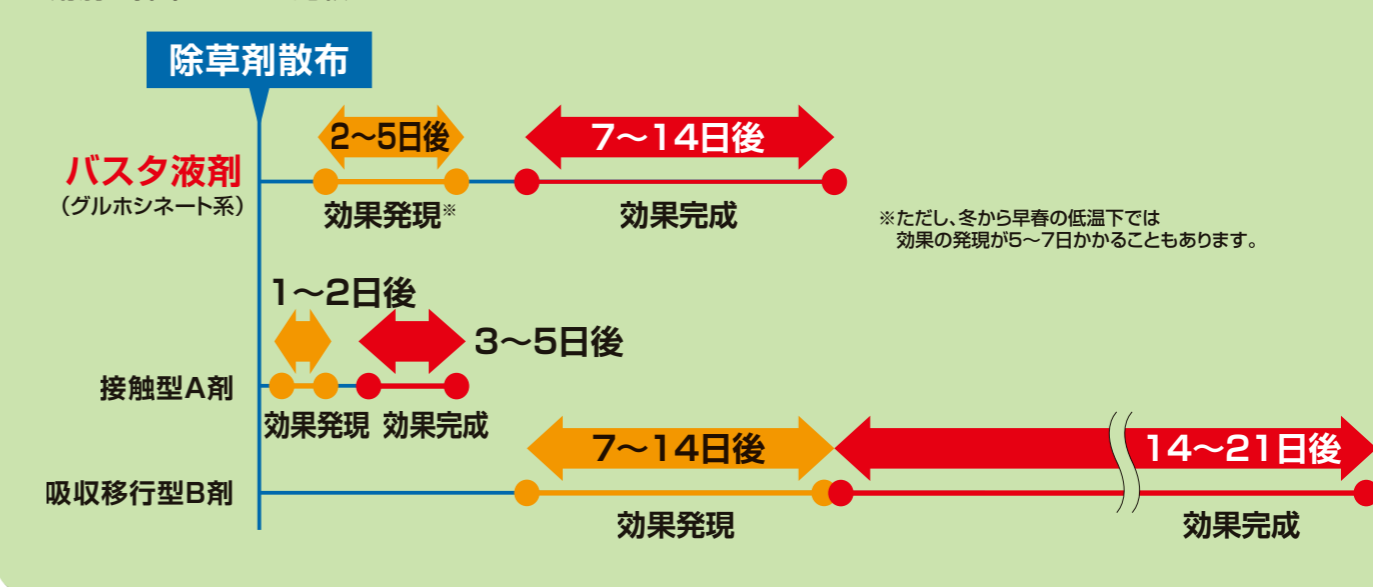 除草剤散布
2〜5日後
7〜14日後
バスタ液剤
（グルホシネート系）
効果発現※
効果完成
※ただし、冬から早春の低温下では
効果の発現が5〜7日かかることもあります。
1〜2日後
3〜5日後
接触型A剤
効果発現
効果完成
7〜14日後
14〜21日後
吸収移行型B剤
効果発現
効果完成